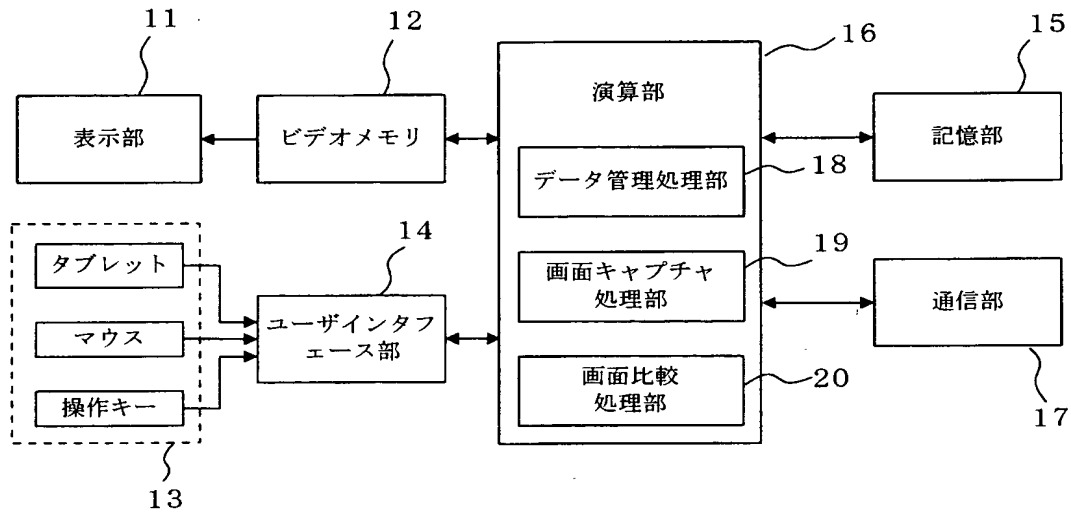 11
12
16
15
表示部
ビデオメモリ
演算部
記憶部
データ管理処理部
18
タブレット
14
画面キャプチャ
処理部
19
マウス
ユーザインタフ
ェース部
通信部
操作キー
画面比較
処理部
20
17
13